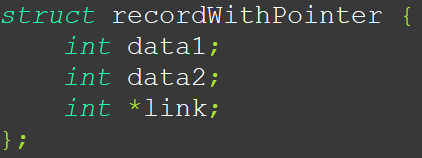 struct recordWithPointer {
    int data1;
    int data2;
    int *link;
};